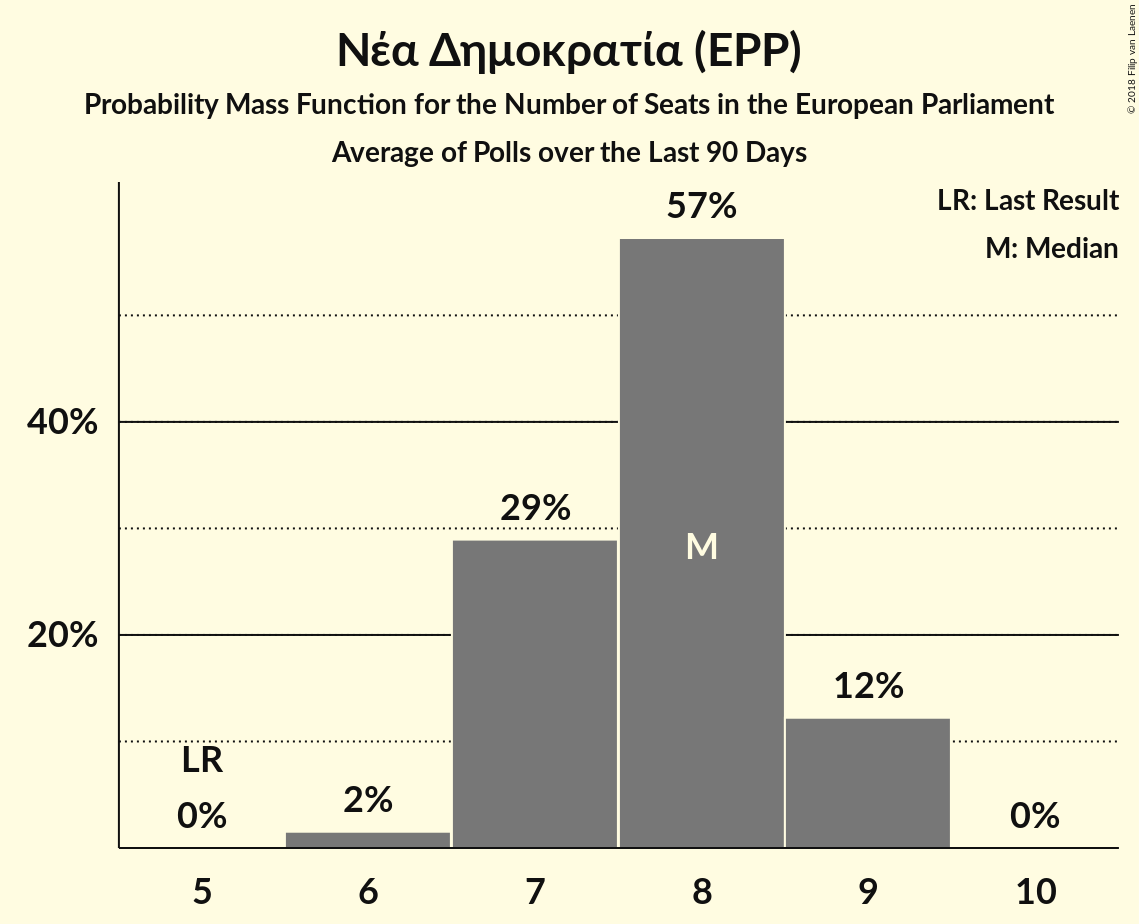 Νέα Δημοκρατία (EPP)
Probability Mass Function for the Number of Seats in the European Parliament
Average of Polls over the Last 90 Days
© 2018 Filip van Laenen
LR: Last Result
M: Median
57%
40%
29%
M
20%
12%
LR
2%
0%
0%
5 6 7 8 9 10